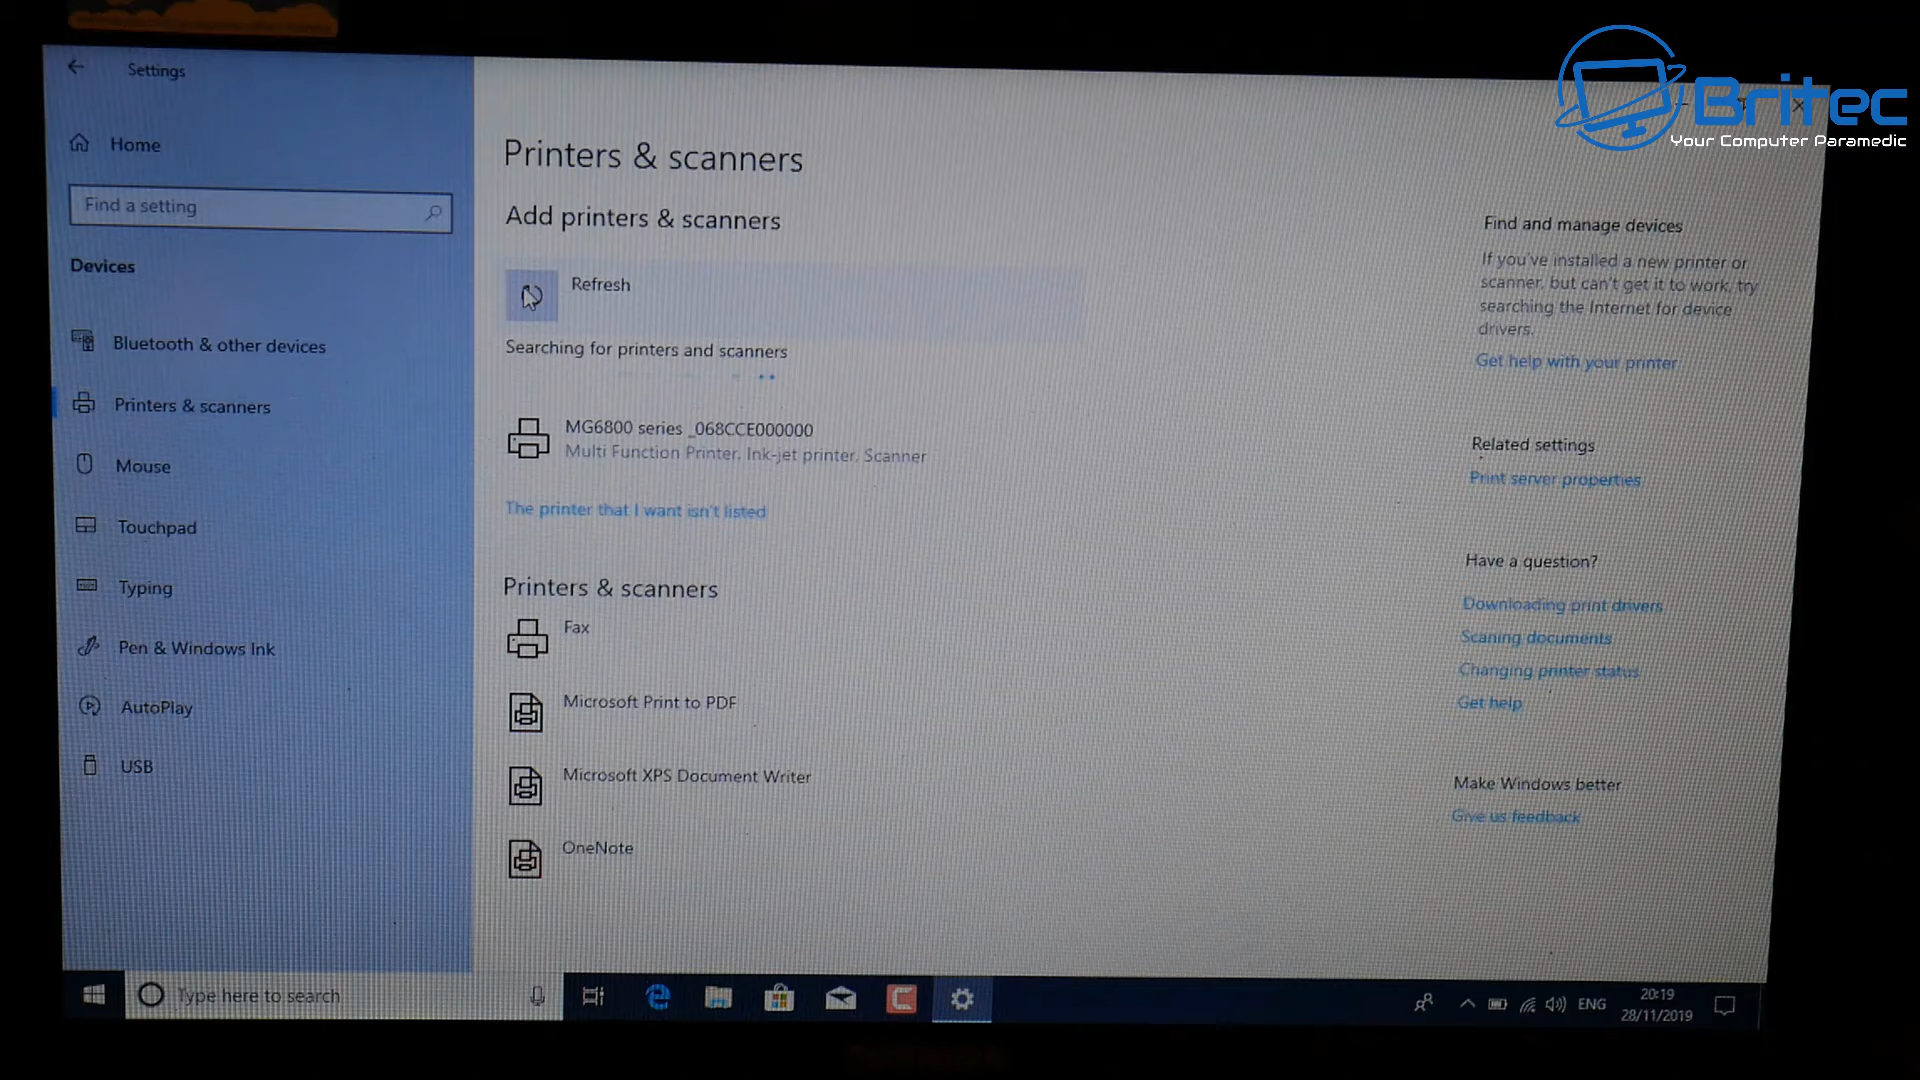 Settings
Home
Find a setting
Devices
Bluetooth & other devices
Printers & scanners
Mouse
Touchpad
Typing
Pen & Windows Ink
AutoPlay
USB
Printers & scanners
Add printers & scanners
Refresh
Searching for printers and scanners
MG6800 series _068CCE000000
Multi Function Printer, Ink-jet printer, Scanner
The printer that I want isn't listed
Printers & scanners
Fax
Microsoft Print to PDF
Microsoft XPS Document Writer
OneNote
Britec
Your Computer Paramedic
Find and manage devices
If you've installed a new printer or
scanner, but can't get it to work, try
searching the Internet for device
drivers.
Get help with your printer
Related settings
Print server properties
Have a question?
Downloading print drivers
Scaning documents
Changing printer status
Get help
Make Windows better
Give us feedback
Type here to search
ENG
20:19
28/11/2019